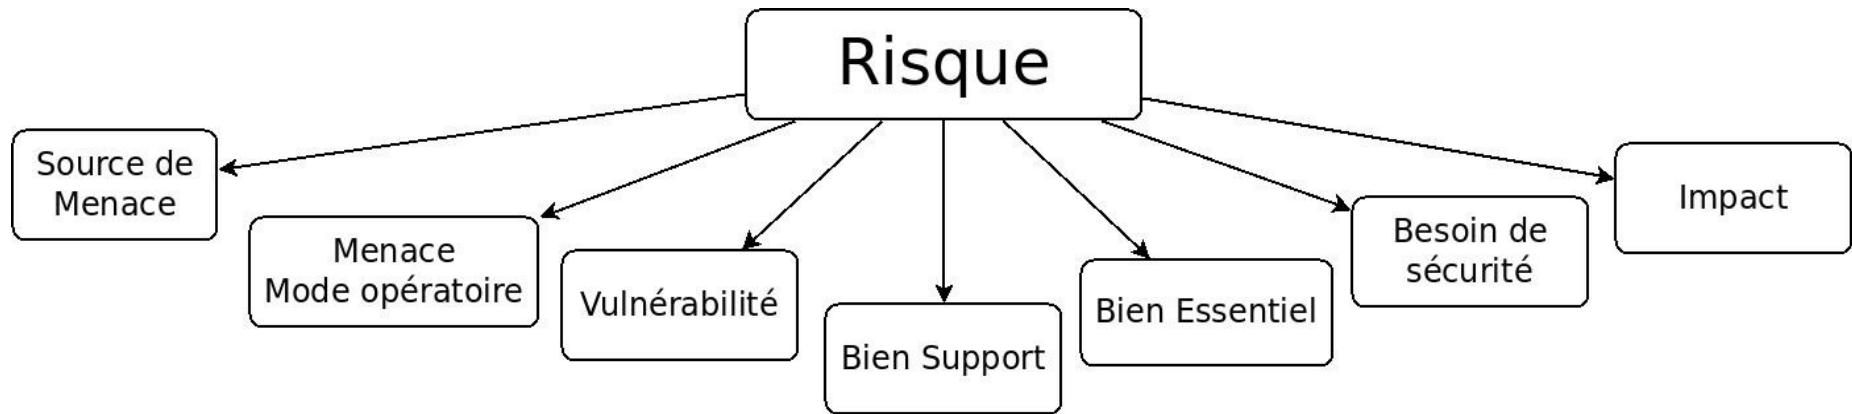 Risque
Source de
Menace
Menace
Mode opératoire
Vulnérabilité
Bien Support
Bien Essentiel
Besoin de
sécurité
Impact